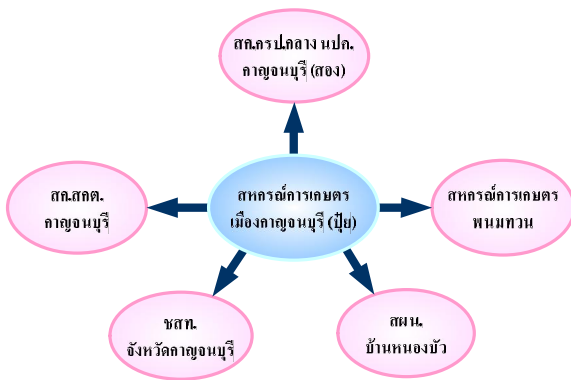 สค.ครป.กลาง นปค.
กาญจนบุรี (สอง)
สค.สกต.
กาญจนบุรี
สหกรณ์การเกษตร
เมืองกาญจนบุรี (ปุ๋ย)
สหกรณ์การเกษตร
พนมทวน
ชสท.
จังหวัดกาญจนบุรี
สผน.
บ้านหนองบัว